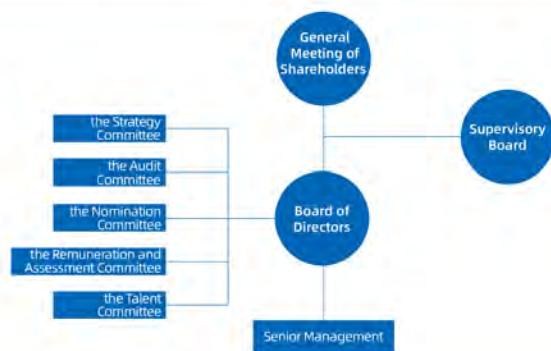 General
Meeting of
Shareholders
Supervisory
Board
the Strategy
Committee
the Audit
Committee
the Nomination
Committee
the Remuneration and
Assessment Committee
the Talent
Committee
Board of
Directors
Senior Management